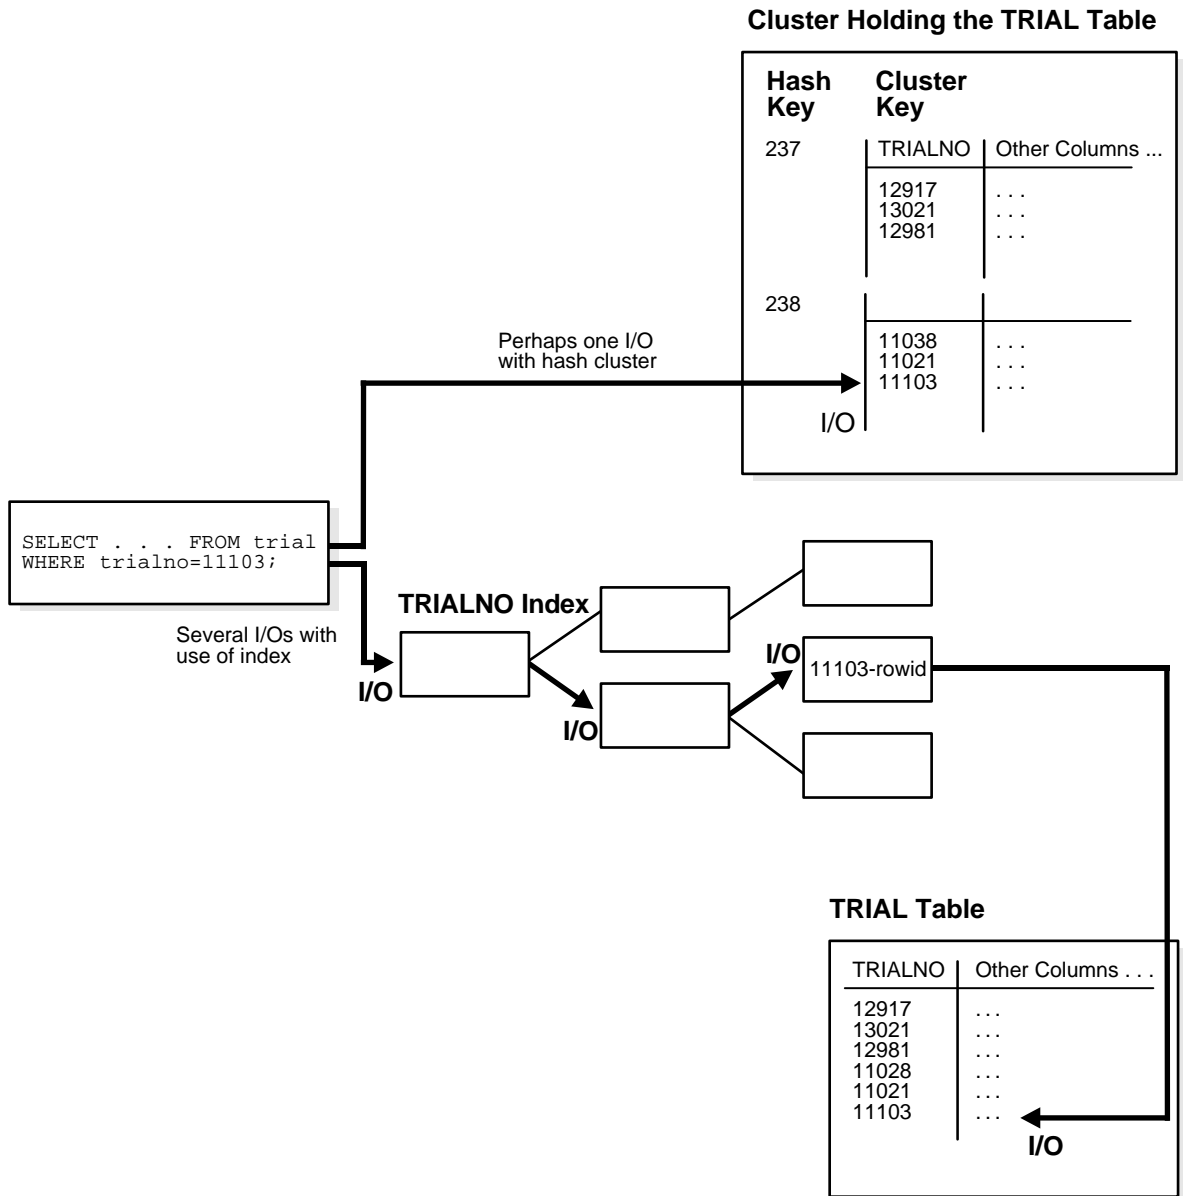 Cluster Holding the TRIAL Table
Hash Key
Cluster Key
237
TRIALNO
Other Columns ...
12917 . . .
13021 . . .
12981 . . .
238
11038 . . .
11021 . . .
11103 . . .
I/O
Perhaps one I/O
with hash cluster
SELECT . . . FROM trial
WHERE trialno=11103;
Several I/Os with
use of index
TRIALNO Index
I/O
I/O
I/O
11103-rowid
TRIAL Table
TRIALNO
Other Columns . . .
12917 . . .
13021 . . .
12981 . . .
11028 . . .
11021 . . .
11103 . . .
I/O